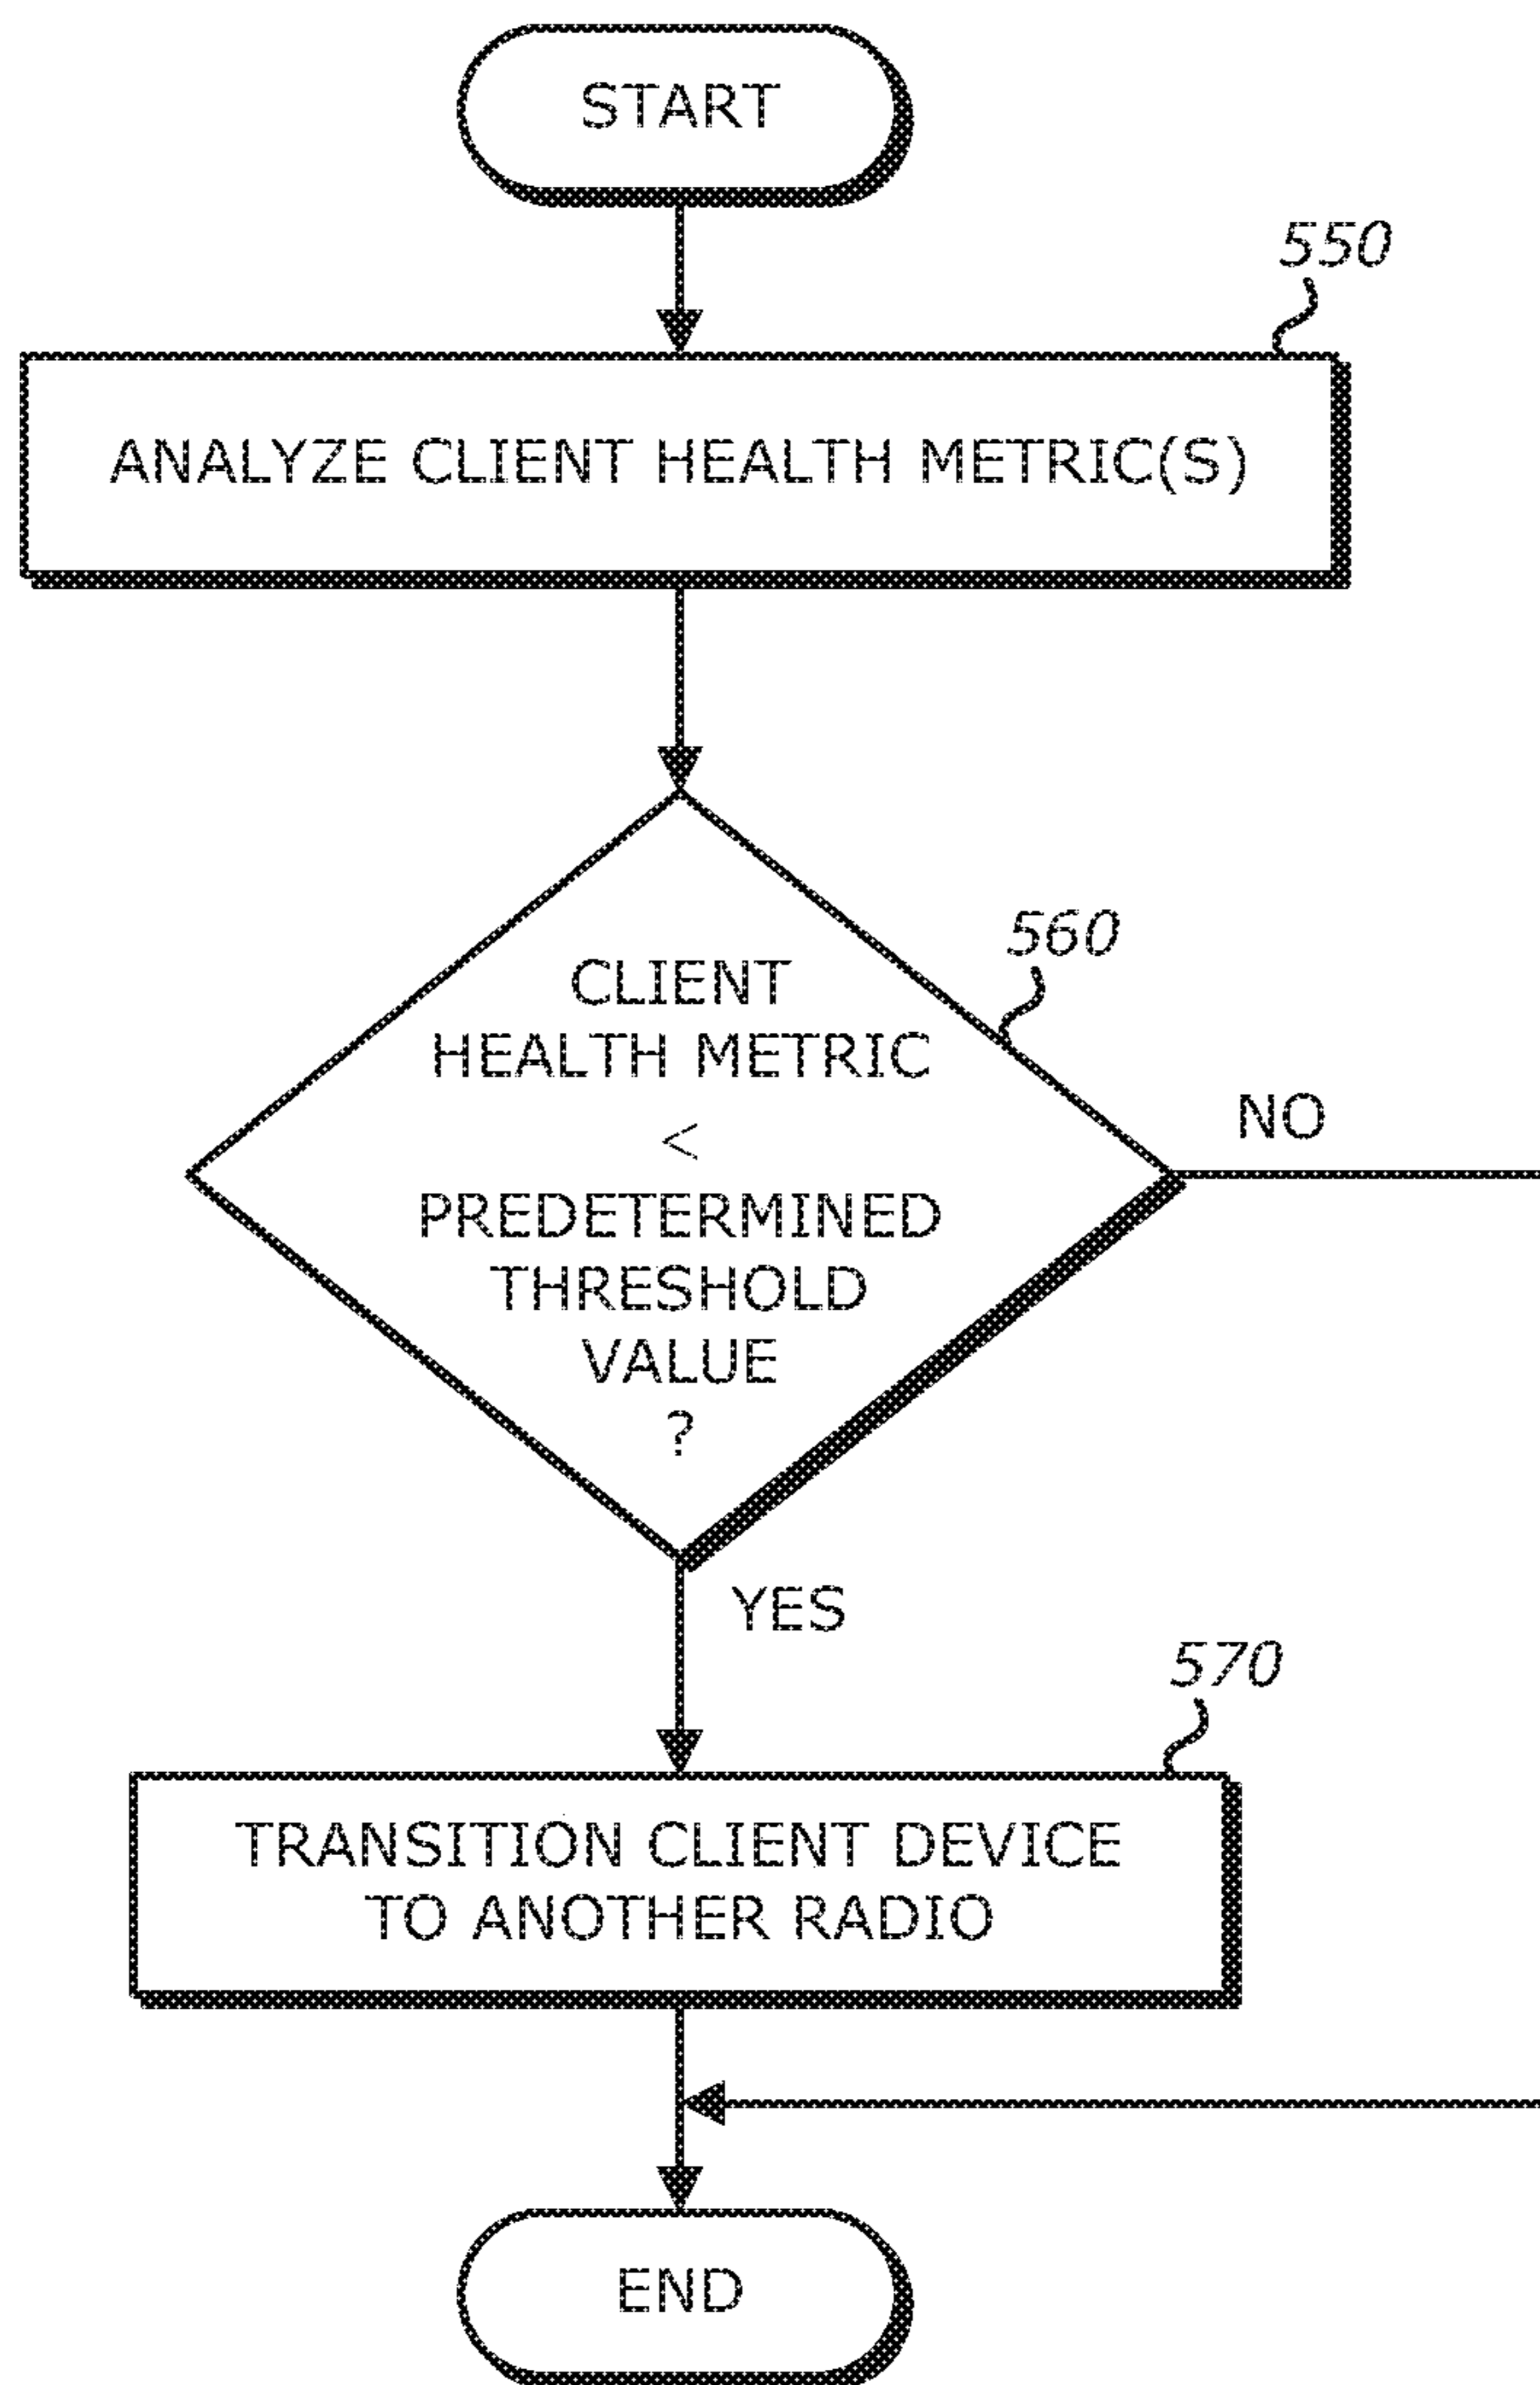 START
550
ANALYZE CLIENT HEALTH METRIC(S)
560
CLIENT
HEALTH METRIC
<
PREDETERMINED
THRESHOLD
VALUE
?
NO
YES
570
TRANSITION CLIENT DEVICE
TO ANOTHER RADIO
END